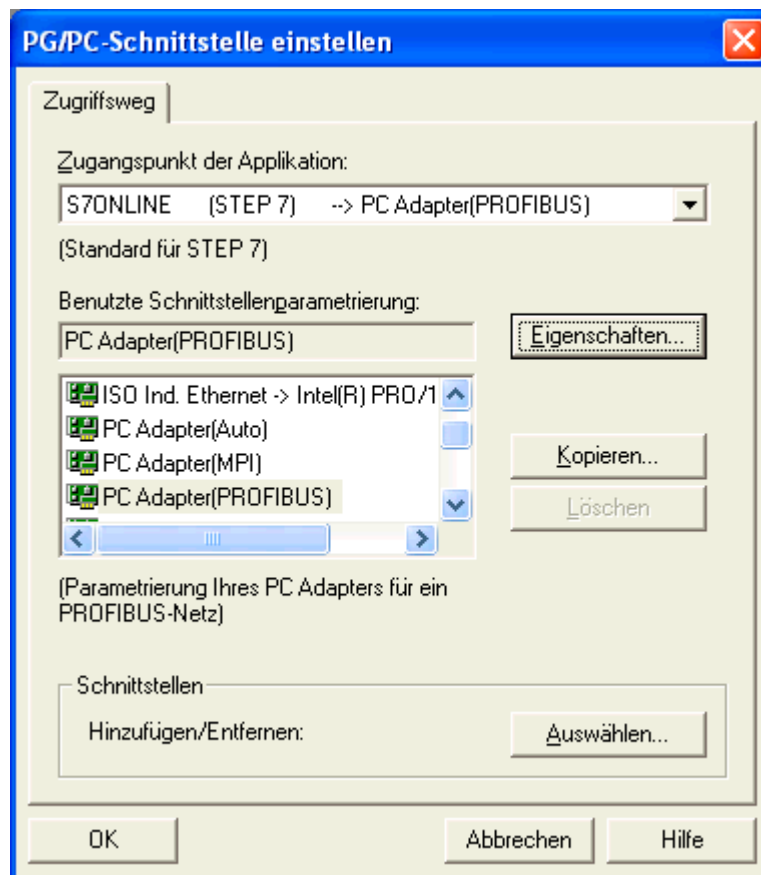 PG/PC-Schnittstelle einstellen
Zugriffsweg
Zugangspunkt der Applikation:
S7ONLINE (STEP 7) --> PC Adapter(PROFIBUS)
(Standard für STEP 7)
Benutzte Schnittstellenparametrierung:
PC Adapter(PROFIBUS)
Eigenschaften...
ISO Ind. Ethernet -> Intel(R) PRO/1
PC Adapter(Auto)
PC Adapter(MPI)
PC Adapter(PROFIBUS)
Kopieren...
Löschen
(Parametrierung Ihres PC Adapters für ein
PROFIBUS-Netz)
Schnittstellen
Hinzufügen/Entfernen:
Auswählen...
OK
Abbrechen
Hilfe